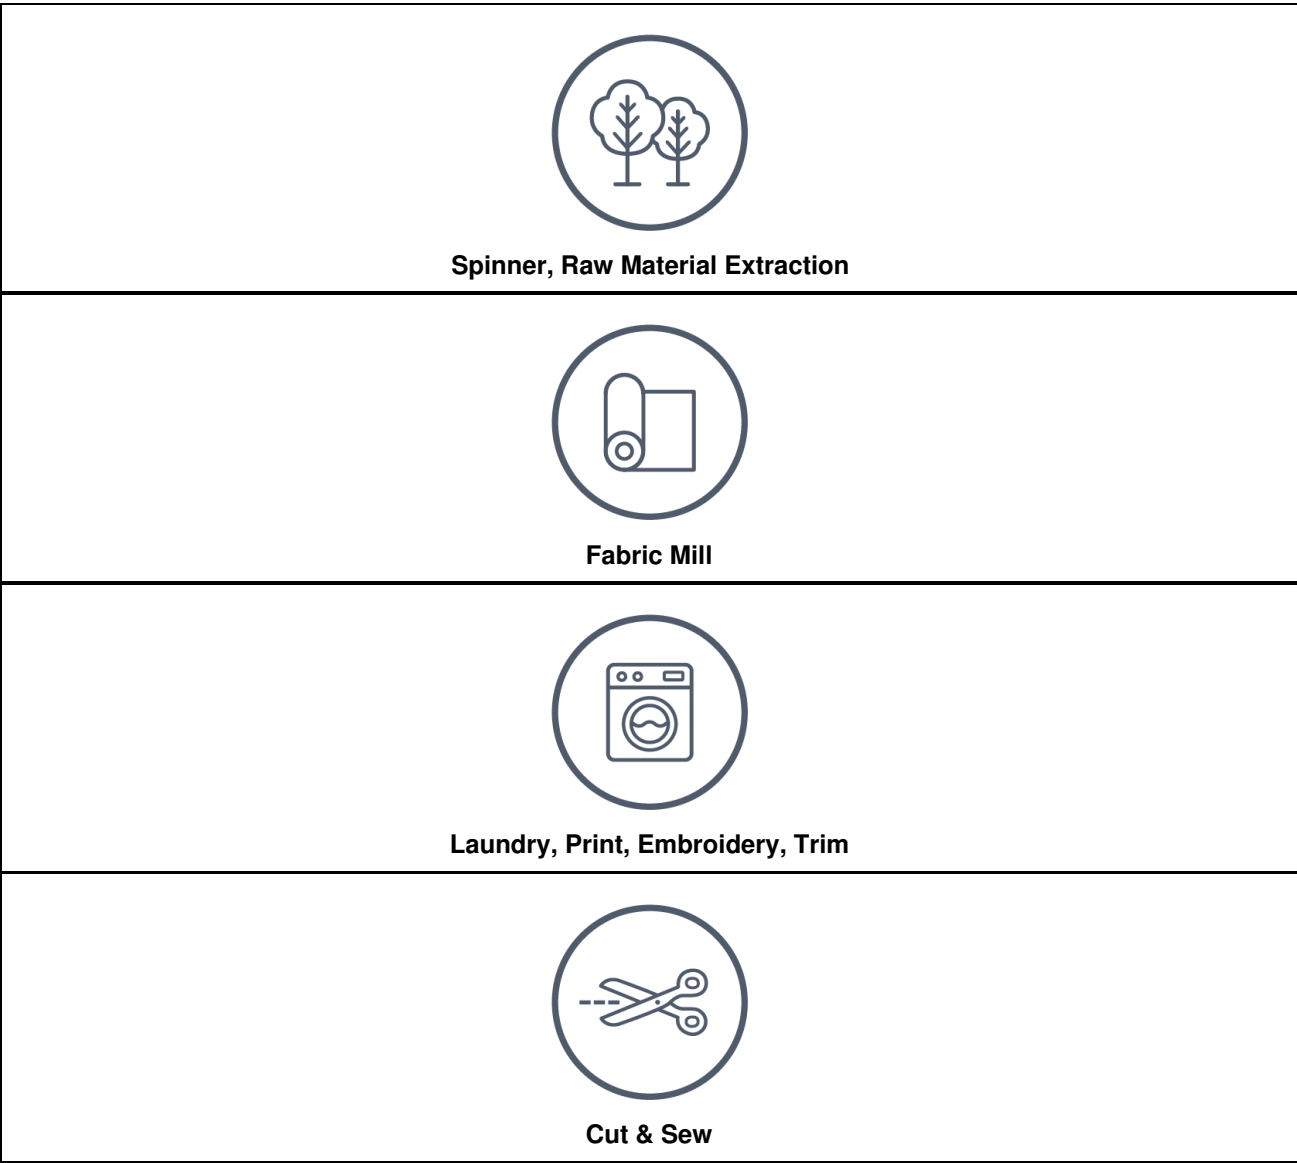 Spinner, Raw Material Extraction
Fabric Mill
Laundry, Print, Embroidery, Trim
Cut & Sew